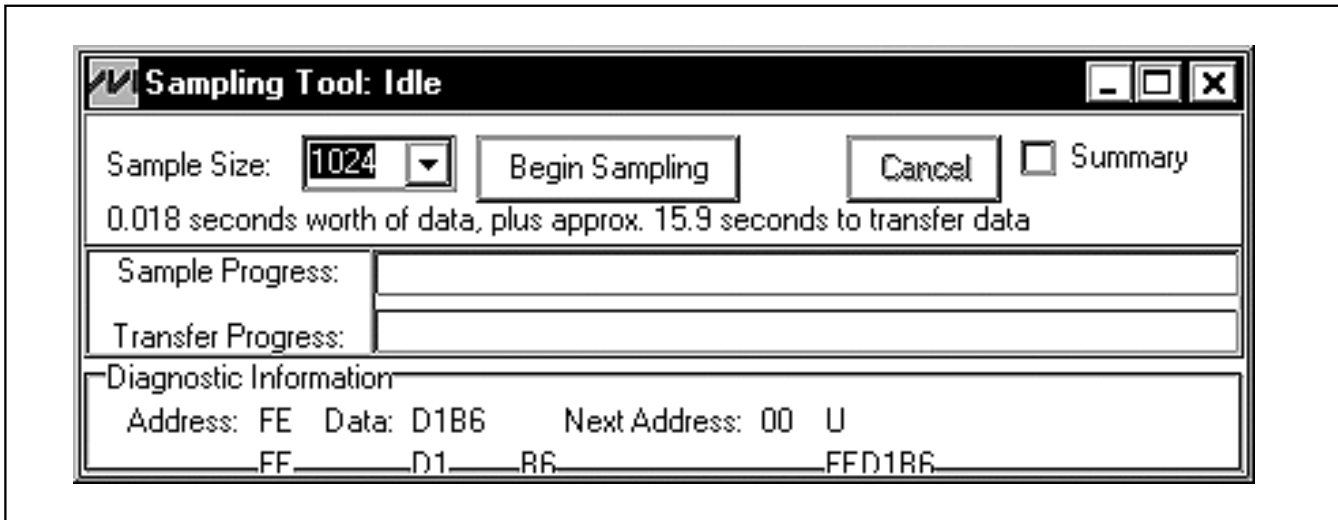 Sampling Tool: Idle
Sample Size: 1024 Begin Sampling Cancel Summary
0.018 seconds worth of data, plus approx. 15.9 seconds to transfer data
Sample Progress:
Transfer Progress:
Diagnostic Information
Address: FE Data: D1B6 Next Address: 00 U
FE D1 B6 FED1B6